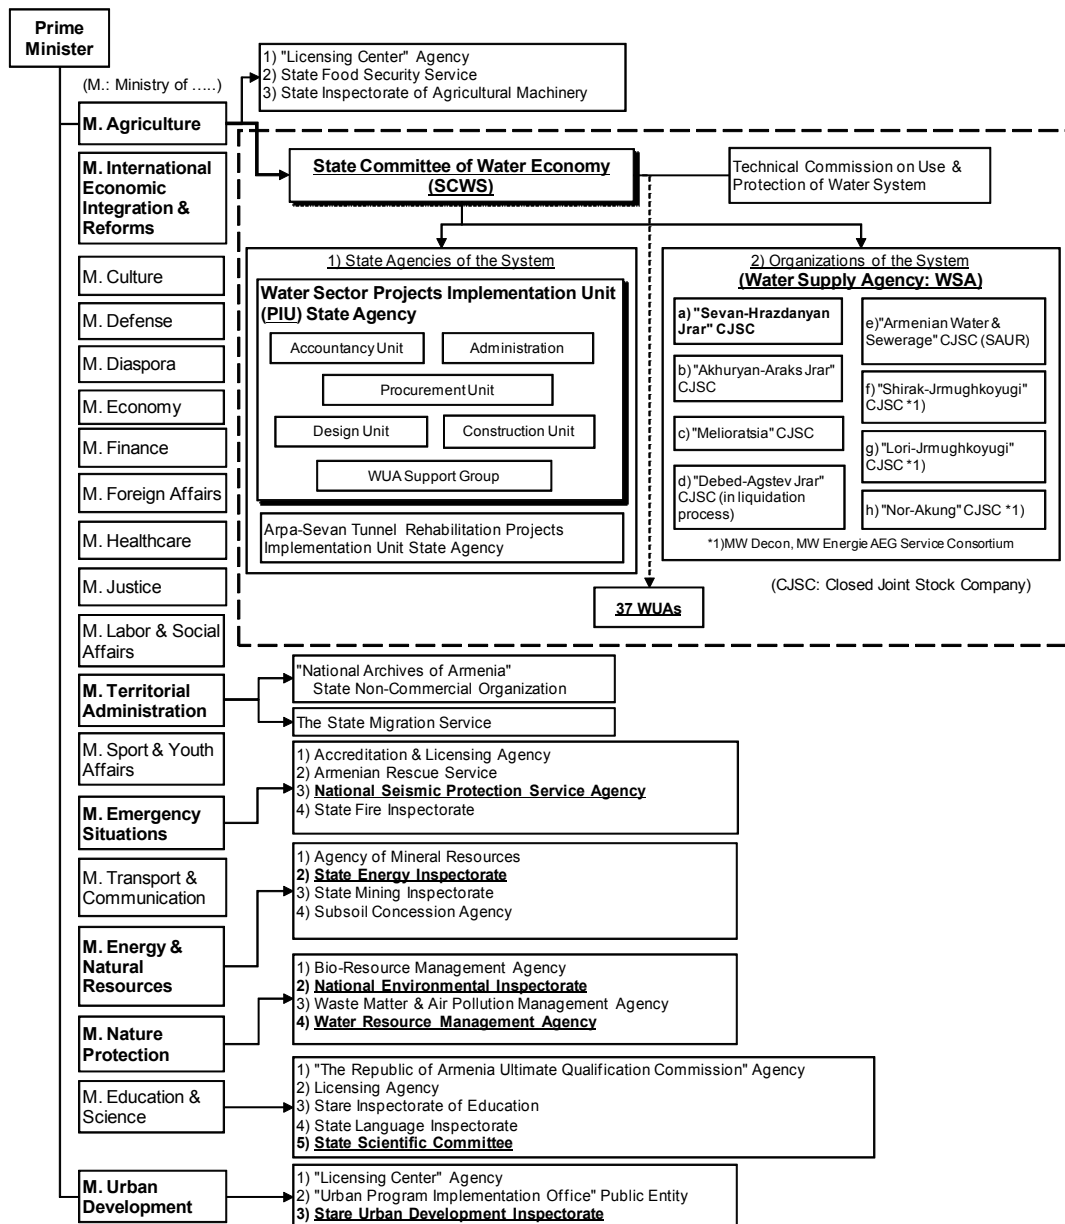 Prime
Minister
(M.: Ministry of .....)
1) "Licensing Center" Agency
2) State Food Security Service
3) State Inspectorate of Agricultural Machinery
M. Agriculture
M. International
Economic
Integration &
Reforms
State Committee of Water Economy
(SCWS)
Technical Commission on Use &
Protection of Water System
1) State Agencies of the System
Water Sector Projects Implementation Unit
(PIU) State Agency
Accountancy Unit
Administration
Procurement Unit
Design Unit
Construction Unit
WUA Support Group
Arpa-Sevan Tunnel Rehabilitation Projects
Implementation Unit State Agency
2) Organizations of the System
(Water Supply Agency: WSA)
a) "Sevan-Hrazdanyan
Jrar" CJSC
b) "Akhuryan-Araks Jrar"
CJSC
c) "Melioratsia" CJSC
d) "Debed-Agstev Jrar"
CJSC (in liquidation
process)
e)"Armenian Water &
Sewerage" CJSC (SAUR)
f) "Shirak-Jrmughkoyugi"
CJSC *1)
g) "Lori-Jrmughkoyugi"
CJSC *1)
h) "Nor-Akung" CJSC *1)
*1)MW Decon, MW Energie AEG Service Consortium
(CJSC: Closed Joint Stock Company)
37 WUAs
M. Culture
M. Defense
M. Diaspora
M. Economy
M. Finance
M. Foreign Affairs
M. Healthcare
M. Justice
M. Labor & Social
Affairs
M. Territorial
Administration
"National Archives of Armenia"
State Non-Commercial Organization
The State Migration Service
M. Sport & Youth
Affairs
M. Emergency
Situations
1) Accreditation & Licensing Agency
2) Armenian Rescue Service
3) National Seismic Protection Service Agency
4) State Fire Inspectorate
M. Transport &
Communication
M. Energy &
Natural
Resources
1) Agency of Mineral Resources
2) State Energy Inspectorate
3) State Mining Inspectorate
4) Subsoil Concession Agency
M. Nature
Protection
1) Bio-Resource Management Agency
2) National Environmental Inspectorate
3) Waste Matter & Air Pollution Management Agency
4) Water Resource Management Agency
M. Education &
Science
1) "The Republic of Armenia Ultimate Qualification Commission" Agency
2) Licensing Agency
3) Stare Inspectorate of Education
4) State Language Inspectorate
5) State Scientific Committee
M. Urban
Development
1) "Licensing Center" Agency
2) "Urban Program Implementation Office" Public Entity
3) Stare Urban Development Inspectorate